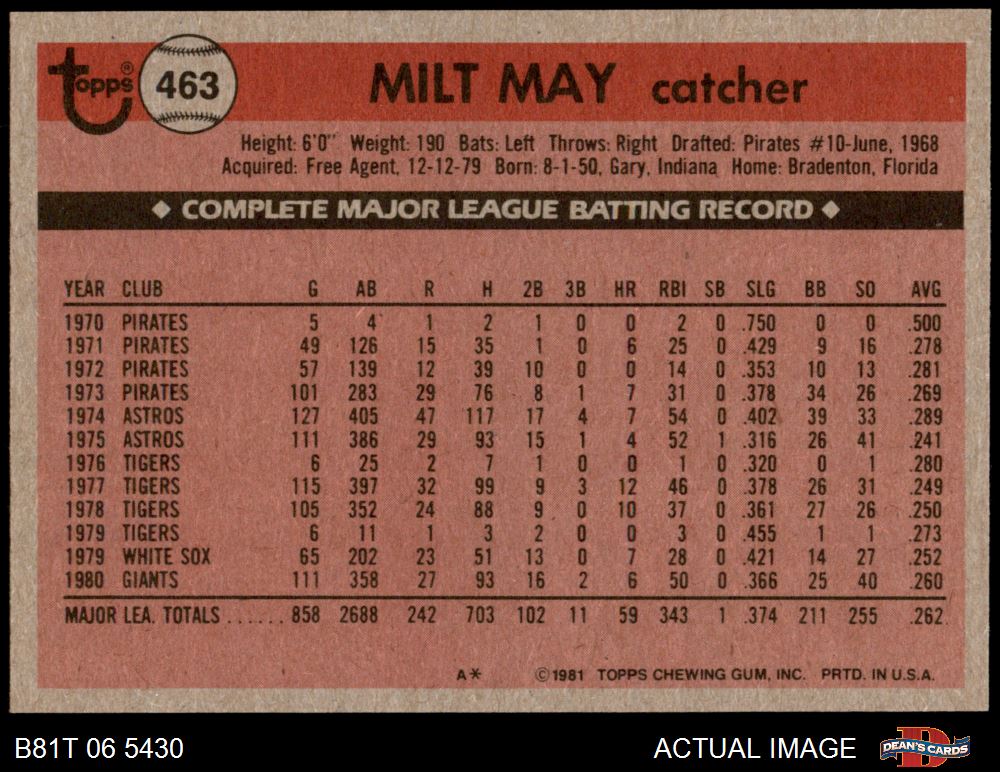 Topps® 463 MILT MAY catcher
Height: 6'0" Weight: 190 Bats: Left Throws: Right Drafted: Pirates #10-June, 1968
Acquired: Free Agent, 12-12-79 Born: 8-1-50, Gary, Indiana Home: Bradenton, Florida
◆ COMPLETE MAJOR LEAGUE BATTING RECORD ◆
YEAR CLUB G AB R H 2B 3B HR RBI SB SLG BB SO AVG
1970 PIRATES 5 4 1 2 1 0 0 2 0 .750 0 0 .500
1971 PIRATES 49 126 15 35 1 0 6 25 0 .429 9 16 .278
1972 PIRATES 57 139 12 39 10 0 0 14 0 .353 10 13 .281
1973 PIRATES 101 283 29 76 8 1 7 31 0 .378 34 26 .269
1974 ASTROS 127 405 47 117 17 4 7 54 0 .402 39 33 .289
1975 ASTROS 111 386 29 93 15 1 4 52 1 .316 26 41 .241
1976 TIGERS 6 25 2 7 1 0 0 1 0 .320 0 1 .280
1977 TIGERS 115 397 32 99 9 3 12 46 0 .378 26 31 .249
1978 TIGERS 105 352 24 88 9 0 10 37 0 .361 27 26 .250
1979 TIGERS 6 11 1 3 2 0 0 3 0 .455 1 1 .273
1979 WHITE SOX 65 202 23 51 13 0 7 28 0 .421 14 27 .252
1980 GIANTS 111 358 27 93 16 2 6 50 0 .366 25 40 .260
MAJOR LEA. TOTALS ...... 858 2688 242 703 102 11 59 343 1 .374 211 255 .262
A* ©1981 TOPPS CHEWING GUM, INC. PRTD. IN U.S.A.
B81T 06 5430 ACTUAL IMAGE DEAN'S CARDS